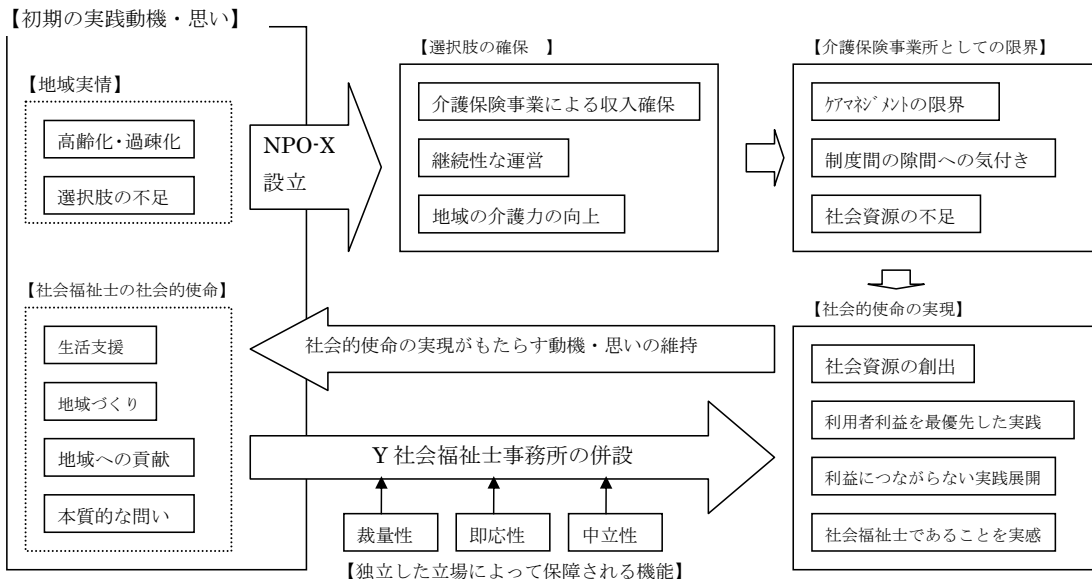 【初期の実践動機・思い】
【地域実情】
高齢化・過疎化
選択肢の不足
NPO-X
設立
【選択肢の確保　】
介護保険事業による収入確保
継続性な運営
地域の介護力の向上
【介護保険事業所としての限界】
ｹｱﾏﾈｼﾞﾒﾝﾄの限界
制度間の隙間への気付き
社会資源の不足
【社会福祉士の社会的使命】
生活支援
地域づくり
地域への貢献
本質的な問い
社会的使命の実現がもたらす動機・思いの維持
Y 社会福祉士事務所の併設
裁量性
即応性
中立性
【独立した立場によって保障される機能】
【社会的使命の実現】
社会資源の創出
利用者利益を最優先した実践
利益につながらない実践展開
社会福祉士であることを実感